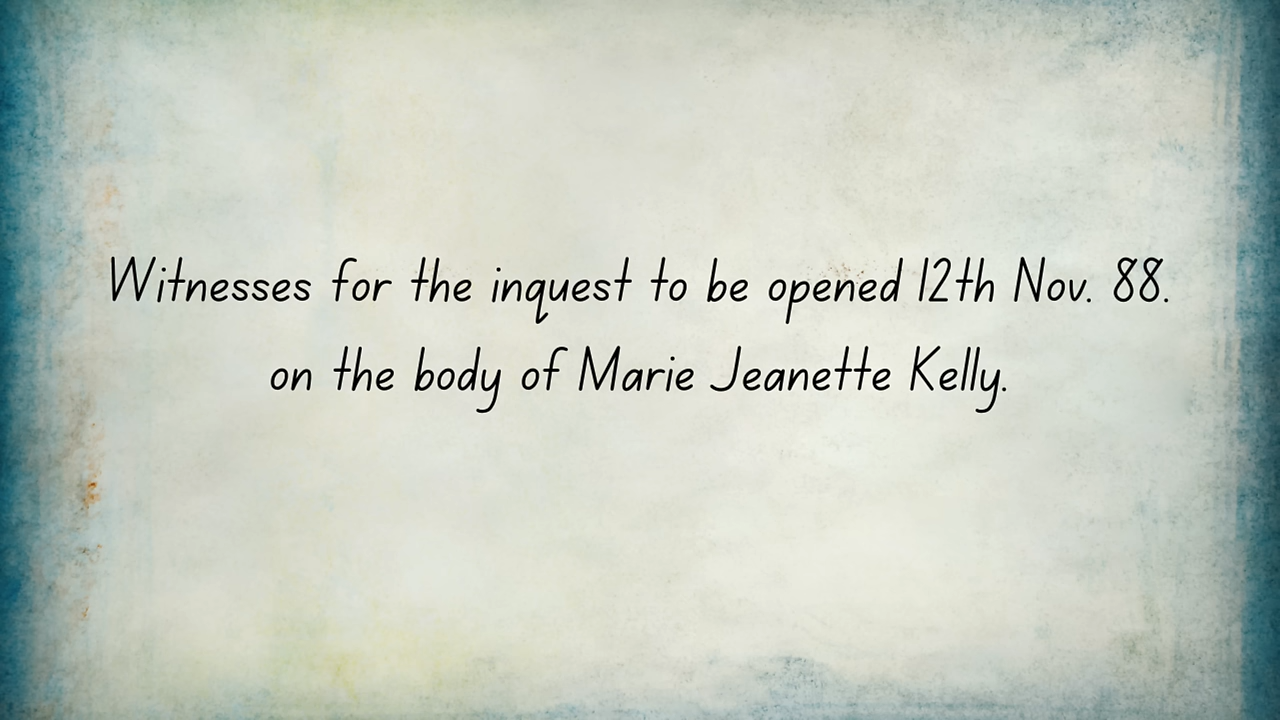 Witnesses for the inquest to be opened 12th Nov. 88.
on the body of Marie Jeanette Kelly.